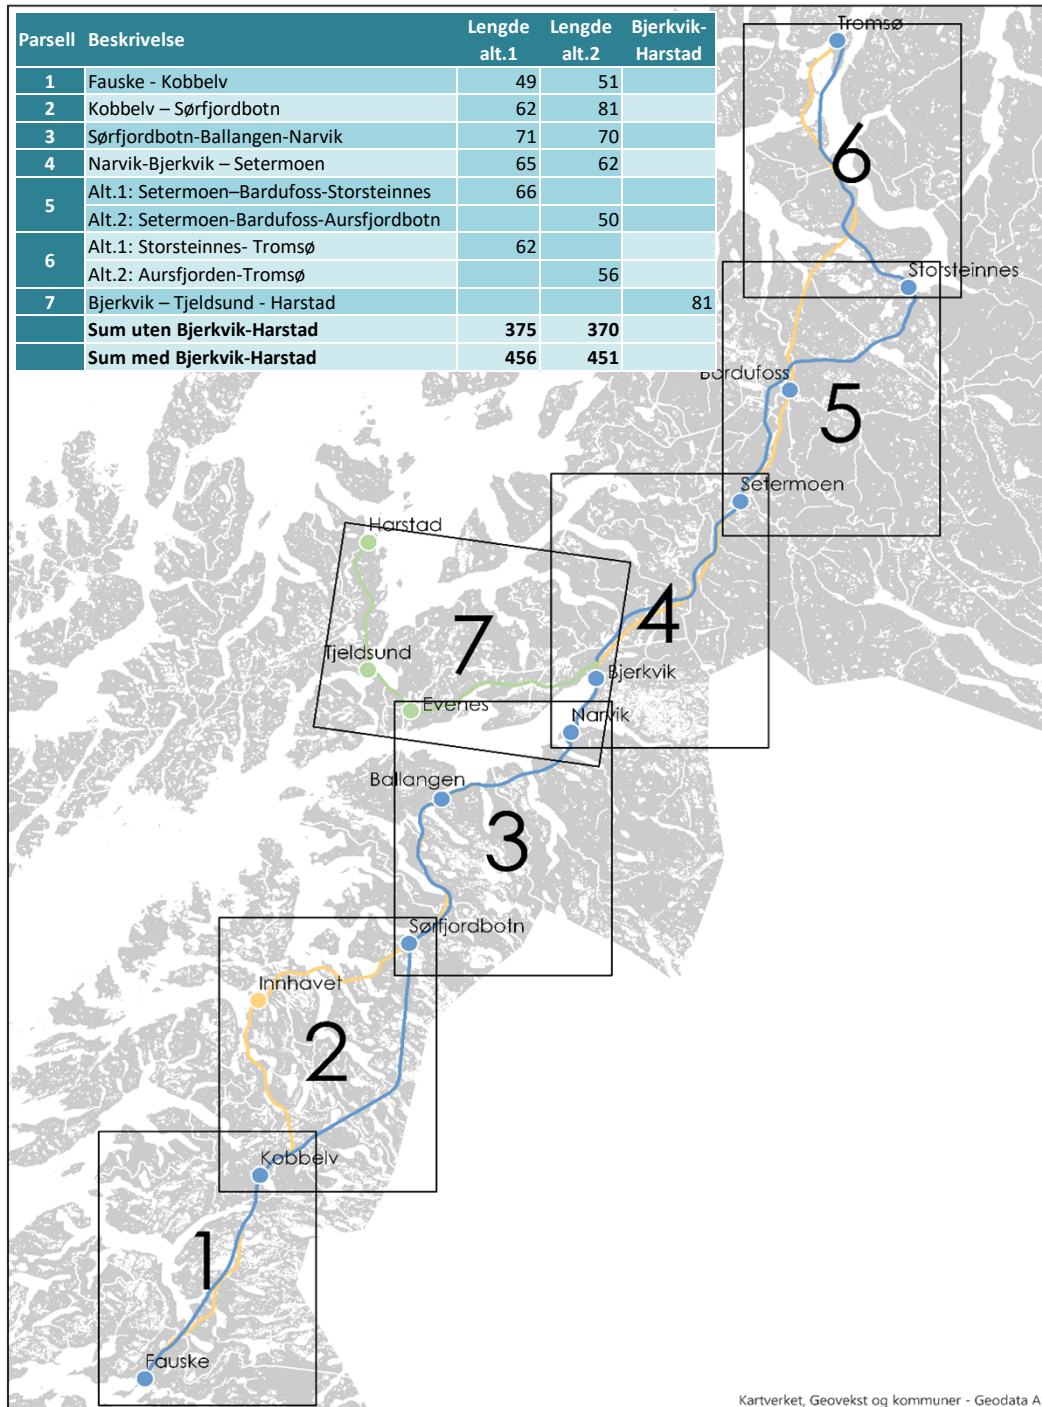 Parsell Beskrivelse Lengde alt.1 Lengde alt.2 Bjerkvik-Harstad
1 Fauske - Kobbelv 49 51
2 Kobbelv – Sørfjordbotn 62 81
3 Sørfjordbotn-Ballangen-Narvik 71 70
4 Narvik-Bjerkvik – Setermoen 65 62
5 Alt.1: Setermoen–Bardufoss-Storsteinnes 66
Alt.2: Setermoen-Bardufoss-Aursfjordbotn 50
6 Alt.1: Storsteinnes- Tromsø 62
Alt.2: Aursfjorden-Tromsø 56
7 Bjerkvik – Tjeldsund - Harstad 81
Sum uten Bjerkvik-Harstad 375 370
Sum med Bjerkvik-Harstad 456 451
Tromsø
6
Storsteinnes
Bardufoss
5
Setermoen
Harstad
4
7
Tjeldsund
Bjerkvik
Evenes
Narvik
Ballangen
3
Sørfjordbotn
Innhavet
2
Kobbelv
1
Fauske
Kartverket, Geovekst og kommuner - Geodata A